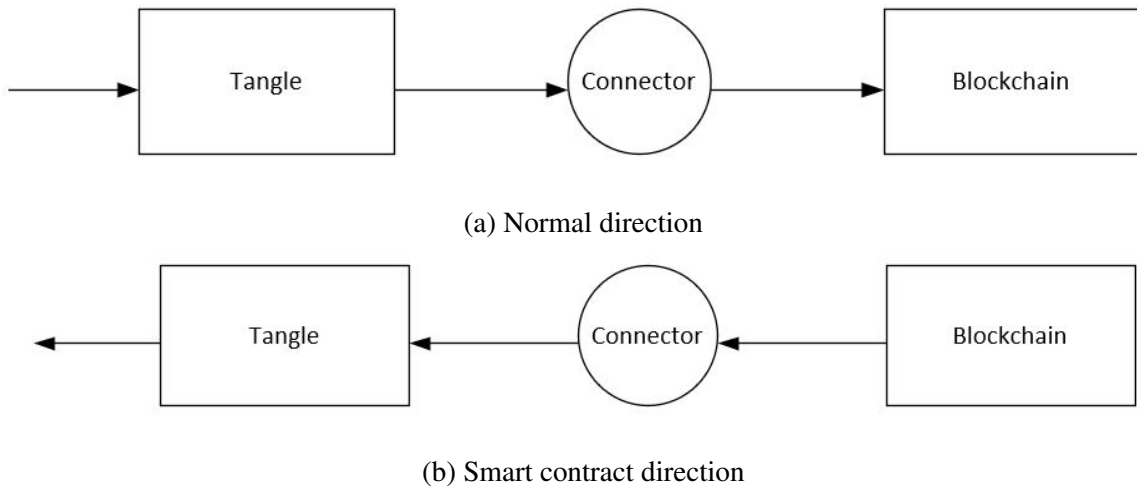 Tangle Connector Blockchain
(a) Normal direction
Tangle Connector Blockchain
(b) Smart contract direction